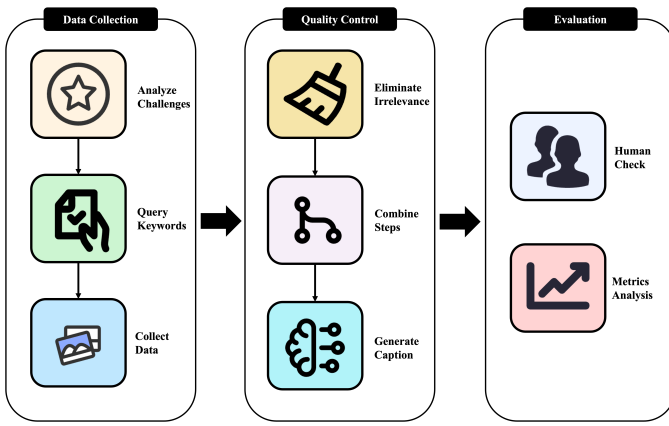 Data Collection
Analyze
Challenges
Query
Keywords
Collect
Data
Quality Control
Eliminate
Irrelevance
Combine
Steps
Generate
Caption
Evaluation
Human
Check
Metrics
Analysis